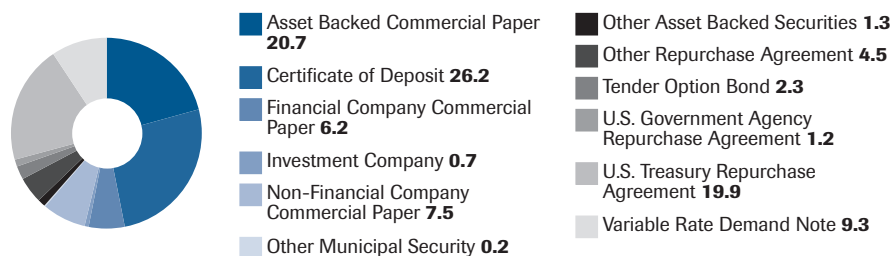 Asset Backed Commercial Paper
20.7
Certificate of Deposit 26.2
Financial Company Commercial
Paper 6.2
Investment Company 0.7
Non-Financial Company
Commercial Paper 7.5
Other Municipal Security 0.2
Other Asset Backed Securities 1.3
Other Repurchase Agreement 4.5
Tender Option Bond 2.3
U.S. Government Agency
Repurchase Agreement 1.2
U.S. Treasury Repurchase
Agreement 19.9
Variable Rate Demand Note 9.3